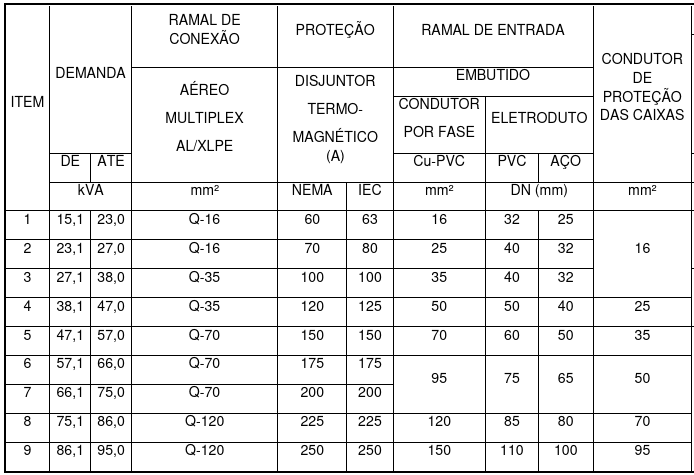 RAMAL DE
CONEXÃO
PROTEÇÃO
RAMAL DE ENTRADA
ITEM
DEMANDA
AÉREO
MULTIPLEX
AL/XLPE
DISJUNTOR
TERMO-
MAGNÉTICO
(A)
EMBUTIDO
CONDUTOR
POR FASE
ELETRODUTO
CONDUTOR
DE
PROTEÇÃO
DAS CAIXAS
DE ATE Cu-PVC PVC AÇO
kVA mm² NEMA IEC mm² DN (mm) mm²
1 15,1 23,0 Q-16 60 63 16 32 25
2 23,1 27,0 Q-16 70 80 25 40 32 16
3 27,1 38,0 Q-35 100 100 35 40 32
4 38,1 47,0 Q-35 120 125 50 50 40 25
5 47,1 57,0 Q-70 150 150 70 60 50 35
6 57,1 66,0 Q-70 175 175
95 75 65 50
7 66,1 75,0 Q-70 200 200
8 75,1 86,0 Q-120 225 225 120 85 80 70
9 86,1 95,0 Q-120 250 250 150 110 100 95